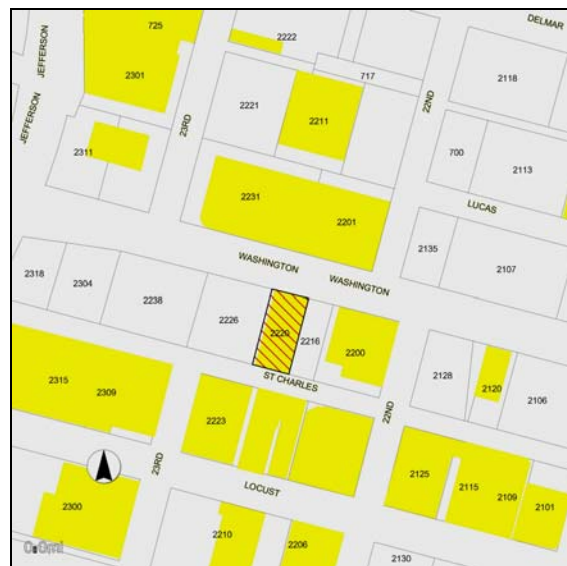 DELMAR
725
2222
JEFFERSON
2301
717
2118
22ND
2221
2211
23RD
JEFFERSON
2311
700
2113
2231
2201
LUCAS
2135
WASHINGTON
WASHINGTON
2107
2318
2304
2238
2226
2220
2216
2200
2128
2120
2106
ST CHARLES
2315
2309
2223
22ND
23RD
2125
2115
2109
2101
LOCUST
2300
2210
2206
2130